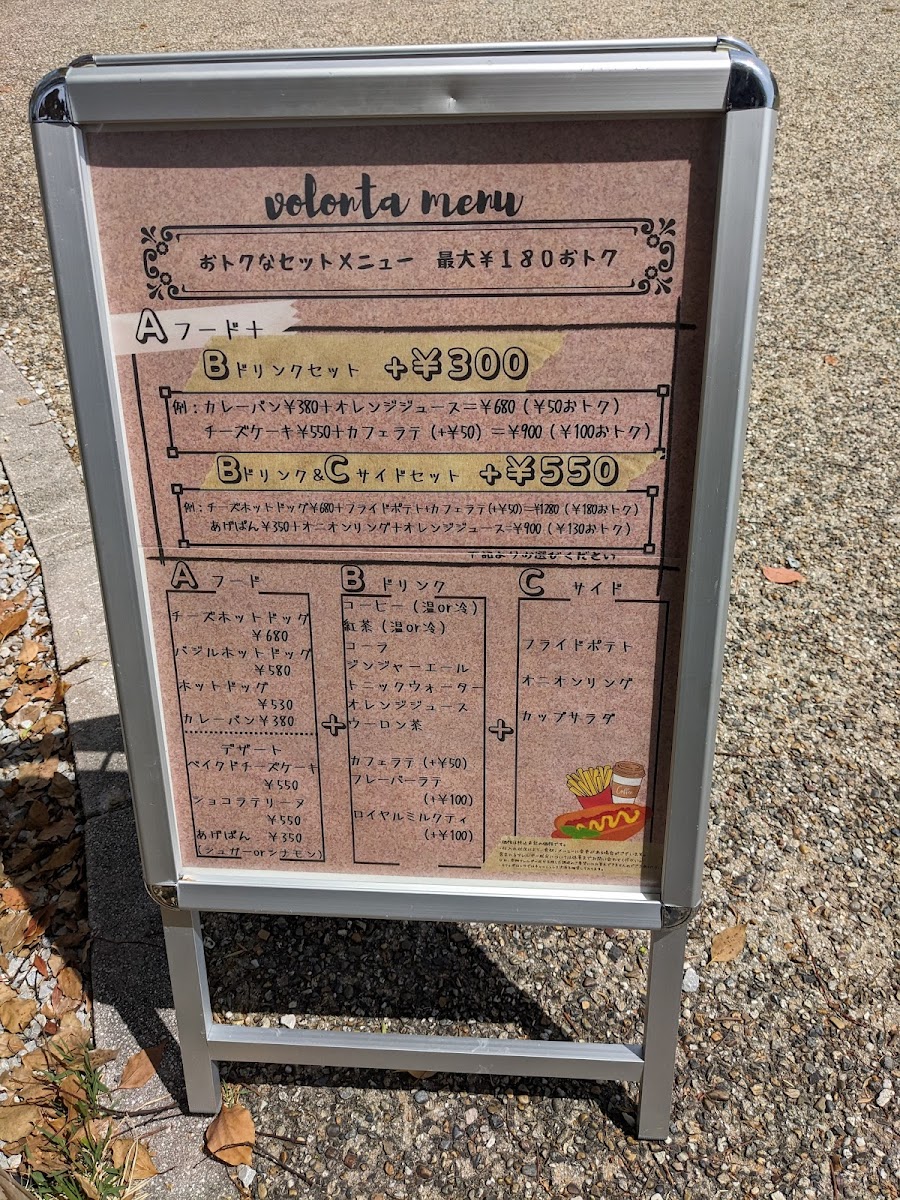 volonta menu
おトクなセットメニュー 最大￥１８０おトク
Aフード＋
Bドリンクセット +￥300
例：カレーパン￥380＋オレンジジュース＝￥680（￥50おトク）
チーズケーキ￥550＋カフェラテ（+￥50）＝￥900（￥100おトク）
Bドリンク＆Cサイドセット +￥550
例：チーズホットドッグ￥680＋フライドポテト＋カフェラテ（+￥50）＝￥1280（￥180おトク）
あげぱん￥350＋オニオンリング＋オレンジジュース＝￥900（￥130おトク）
下記よりお選びください
A フード
チーズホットドッグ
￥680
バジルホットドッグ
￥580
ホットドッグ
￥530
カレーパン￥380
デザート
ベイクドチーズケーキ
￥550
ショコラテリーヌ
￥550
あげぱん ￥350
（シュガーorシナモン）
+
B ドリンク
コーヒー（温or冷）
紅茶（温or冷）
コーラ
ジンジャーエール
トニックウォーター
オレンジジュース
ウーロン茶
カフェラテ（+￥50）
フレーバーラテ
（+￥100）
ロイヤルミルクティ
（+￥100）
+
C サイド
フライドポテト
オニオンリング
カップサラダ
Coffee